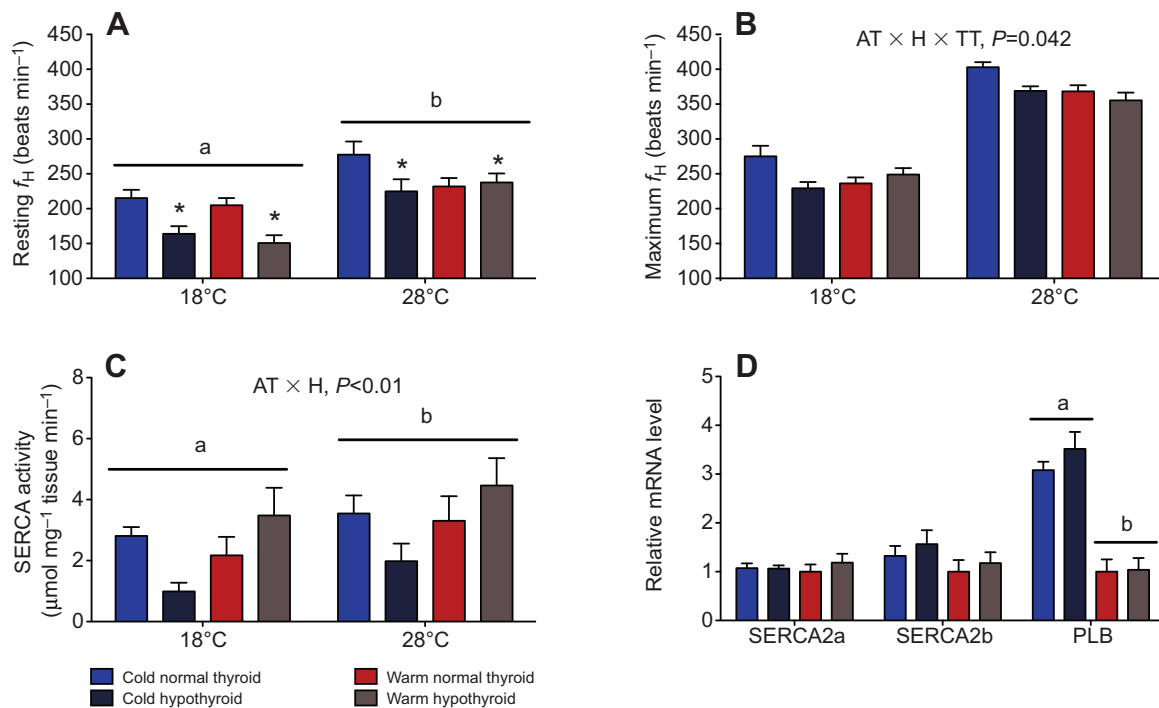 A
Resting fH (beats min−1)
450
400
350
300
250
200
150
100
a
b
*
*
*
*
18°C
28°C
B
AT × H × TT, P=0.042
Maximum fH (beats min−1)
450
400
350
300
250
200
150
100
18°C
28°C
C
AT × H, P<0.01
SERCA activity
(μmol mg−1 tissue min−1)
8
6
4
2
0
a
b
18°C
28°C
D
Relative mRNA level
5
4
3
2
1
0
a
b
SERCA2a
SERCA2b
PLB
Cold normal thyroid
Cold hypothyroid
Warm normal thyroid
Warm hypothyroid